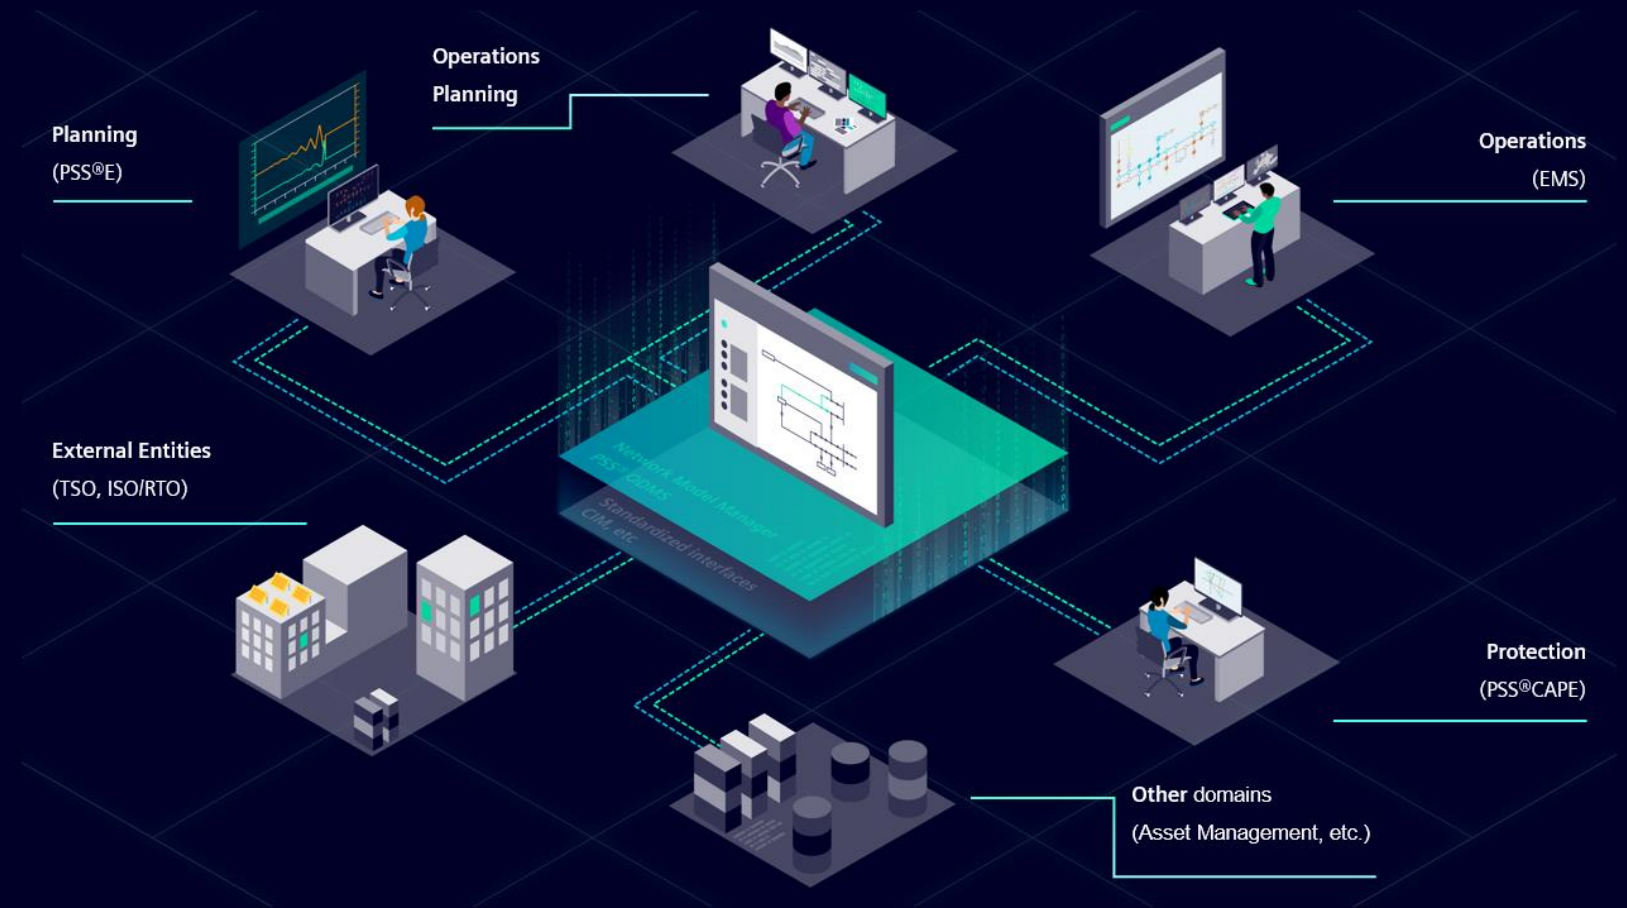 Operations
Planning
Planning
(PSS®E)
Operations
(EMS)
External Entities
(TSO, ISO/RTO)
Network Model Manager
PSS® ODMS
Standardized interfaces
CIM, etc
Protection
(PSS®CAPE)
Other domains
(Asset Management, etc.)